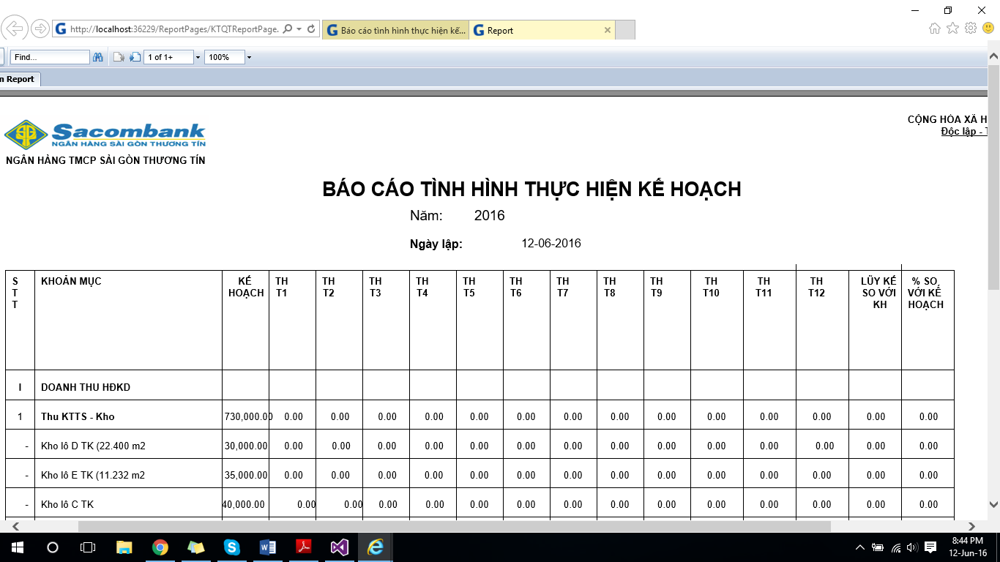 http://localhost:36229/ReportPages/KTQTReportPage.
Báo cáo tình hình thực hiện kế...
Report
Find...
1 of 1+
100%
n Report
Sacombank
NGÂN HÀNG SÀI GÒN THƯƠNG TÍN
NGÂN HÀNG TMCP SÀI GÒN THƯƠNG TÍN
CỘNG HÒA XÃ H
Độc lập - T
BÁO CÁO TÌNH HÌNH THỰC HIỆN KẾ HOẠCH
Năm: 2016
Ngày lập: 12-06-2016
S KHOẢN MỤC KẾ TH TH TH TH TH TH TH TH TH TH TH TH LŨY KẾ % SO
T HOẠCH T1 T2 T3 T4 T5 T6 T7 T8 T9 T10 T11 T12 SO VỚI VỚI KẾ
T KH HOẠCH
I DOANH THU HĐKD
1 Thu KTTS - Kho 730,000.00 0.00 0.00 0.00 0.00 0.00 0.00 0.00 0.00 0.00 0.00 0.00 0.00 0.00 0.00
- Kho lô D TK (22.400 m2 30,000.00 0.00 0.00 0.00 0.00 0.00 0.00 0.00 0.00 0.00 0.00 0.00 0.00 0.00 0.00
- Kho lô E TK (11.232 m2 35,000.00 0.00 0.00 0.00 0.00 0.00 0.00 0.00 0.00 0.00 0.00 0.00 0.00 0.00 0.00
- Kho lô C TK 40,000.00 0.00 0.00 0.00 0.00 0.00 0.00 0.00 0.00 0.00 0.00 0.00 0.00 0.00 0.00
8:44 PM
12-Jun-16